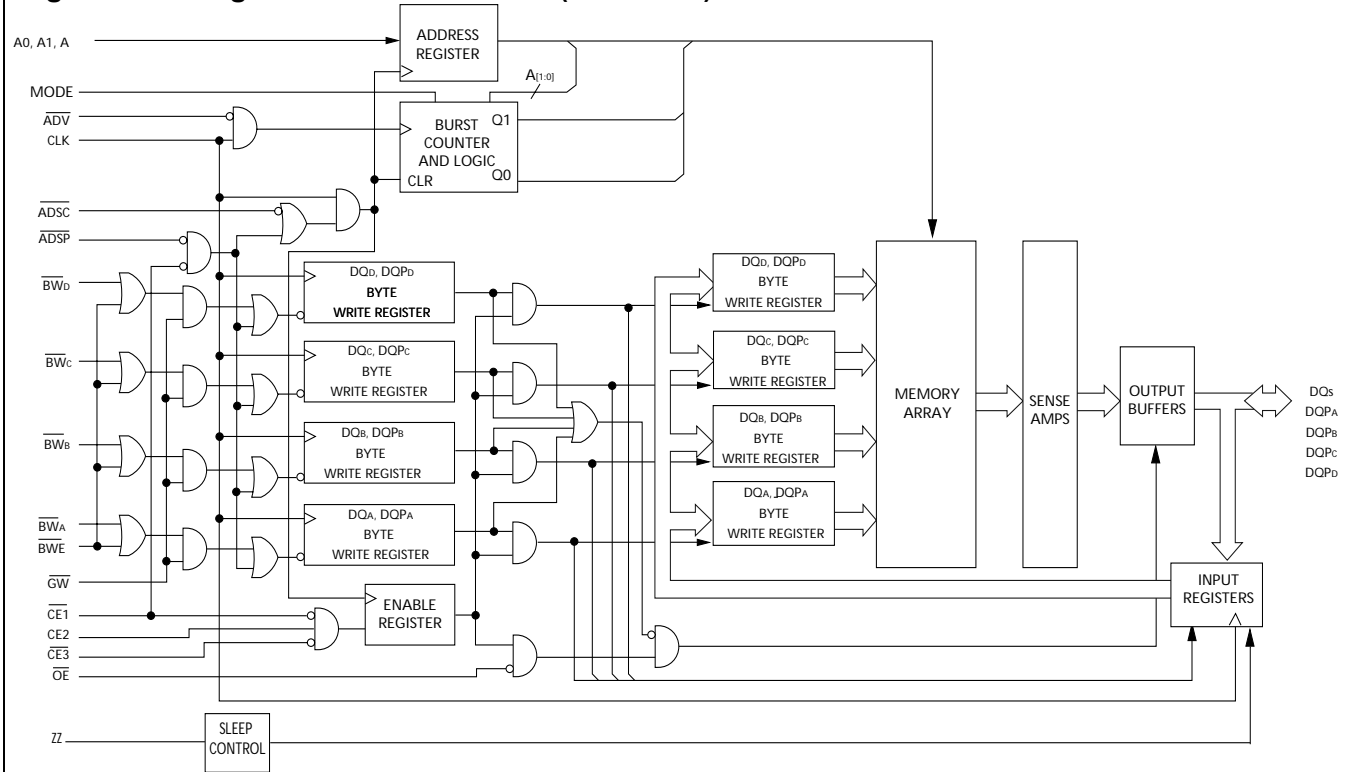 A0, A1, A
ADDRESS
REGISTER
A[1:0]
MODE
ADV
CLK
BURST
COUNTER
AND LOGIC
CLR
Q1
Q0
ADSC
ADSP
BWD
BWC
BWB
BWA
BWE
GW
CE1
CE2
CE3
OE
ZZ
SLEEP
CONTROL
DQD, DQPD
BYTE
WRITE REGISTER
DQC, DQPC
BYTE
WRITE REGISTER
DQB, DQPB
BYTE
WRITE REGISTER
DQA, DQPA
BYTE
WRITE REGISTER
ENABLE
REGISTER
DQD, DQPD
BYTE
WRITE REGISTER
DQC, DQPC
BYTE
WRITE REGISTER
DQB, DQPB
BYTE
WRITE REGISTER
DQA, DQPA
BYTE
WRITE REGISTER
MEMORY
ARRAY
SENSE
AMPS
OUTPUT
BUFFERS
DQS
DQPA
DQPB
DQPC
DQPD
INPUT
REGISTERS